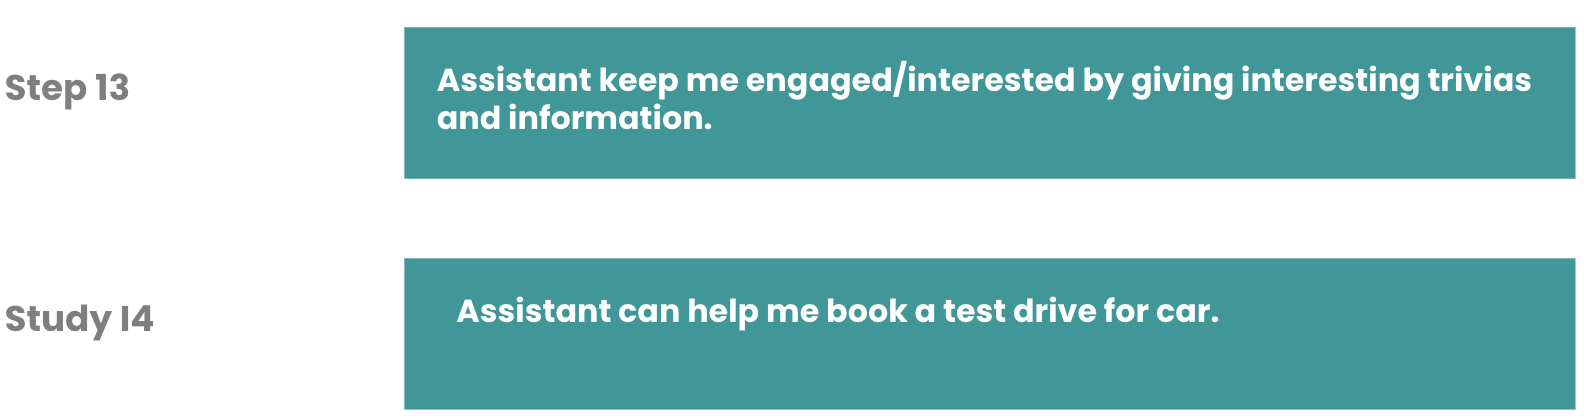 Step 13
Assistant keep me engaged/interested by giving interesting trivias
and information.
Study I4
Assistant can help me book a test drive for car.